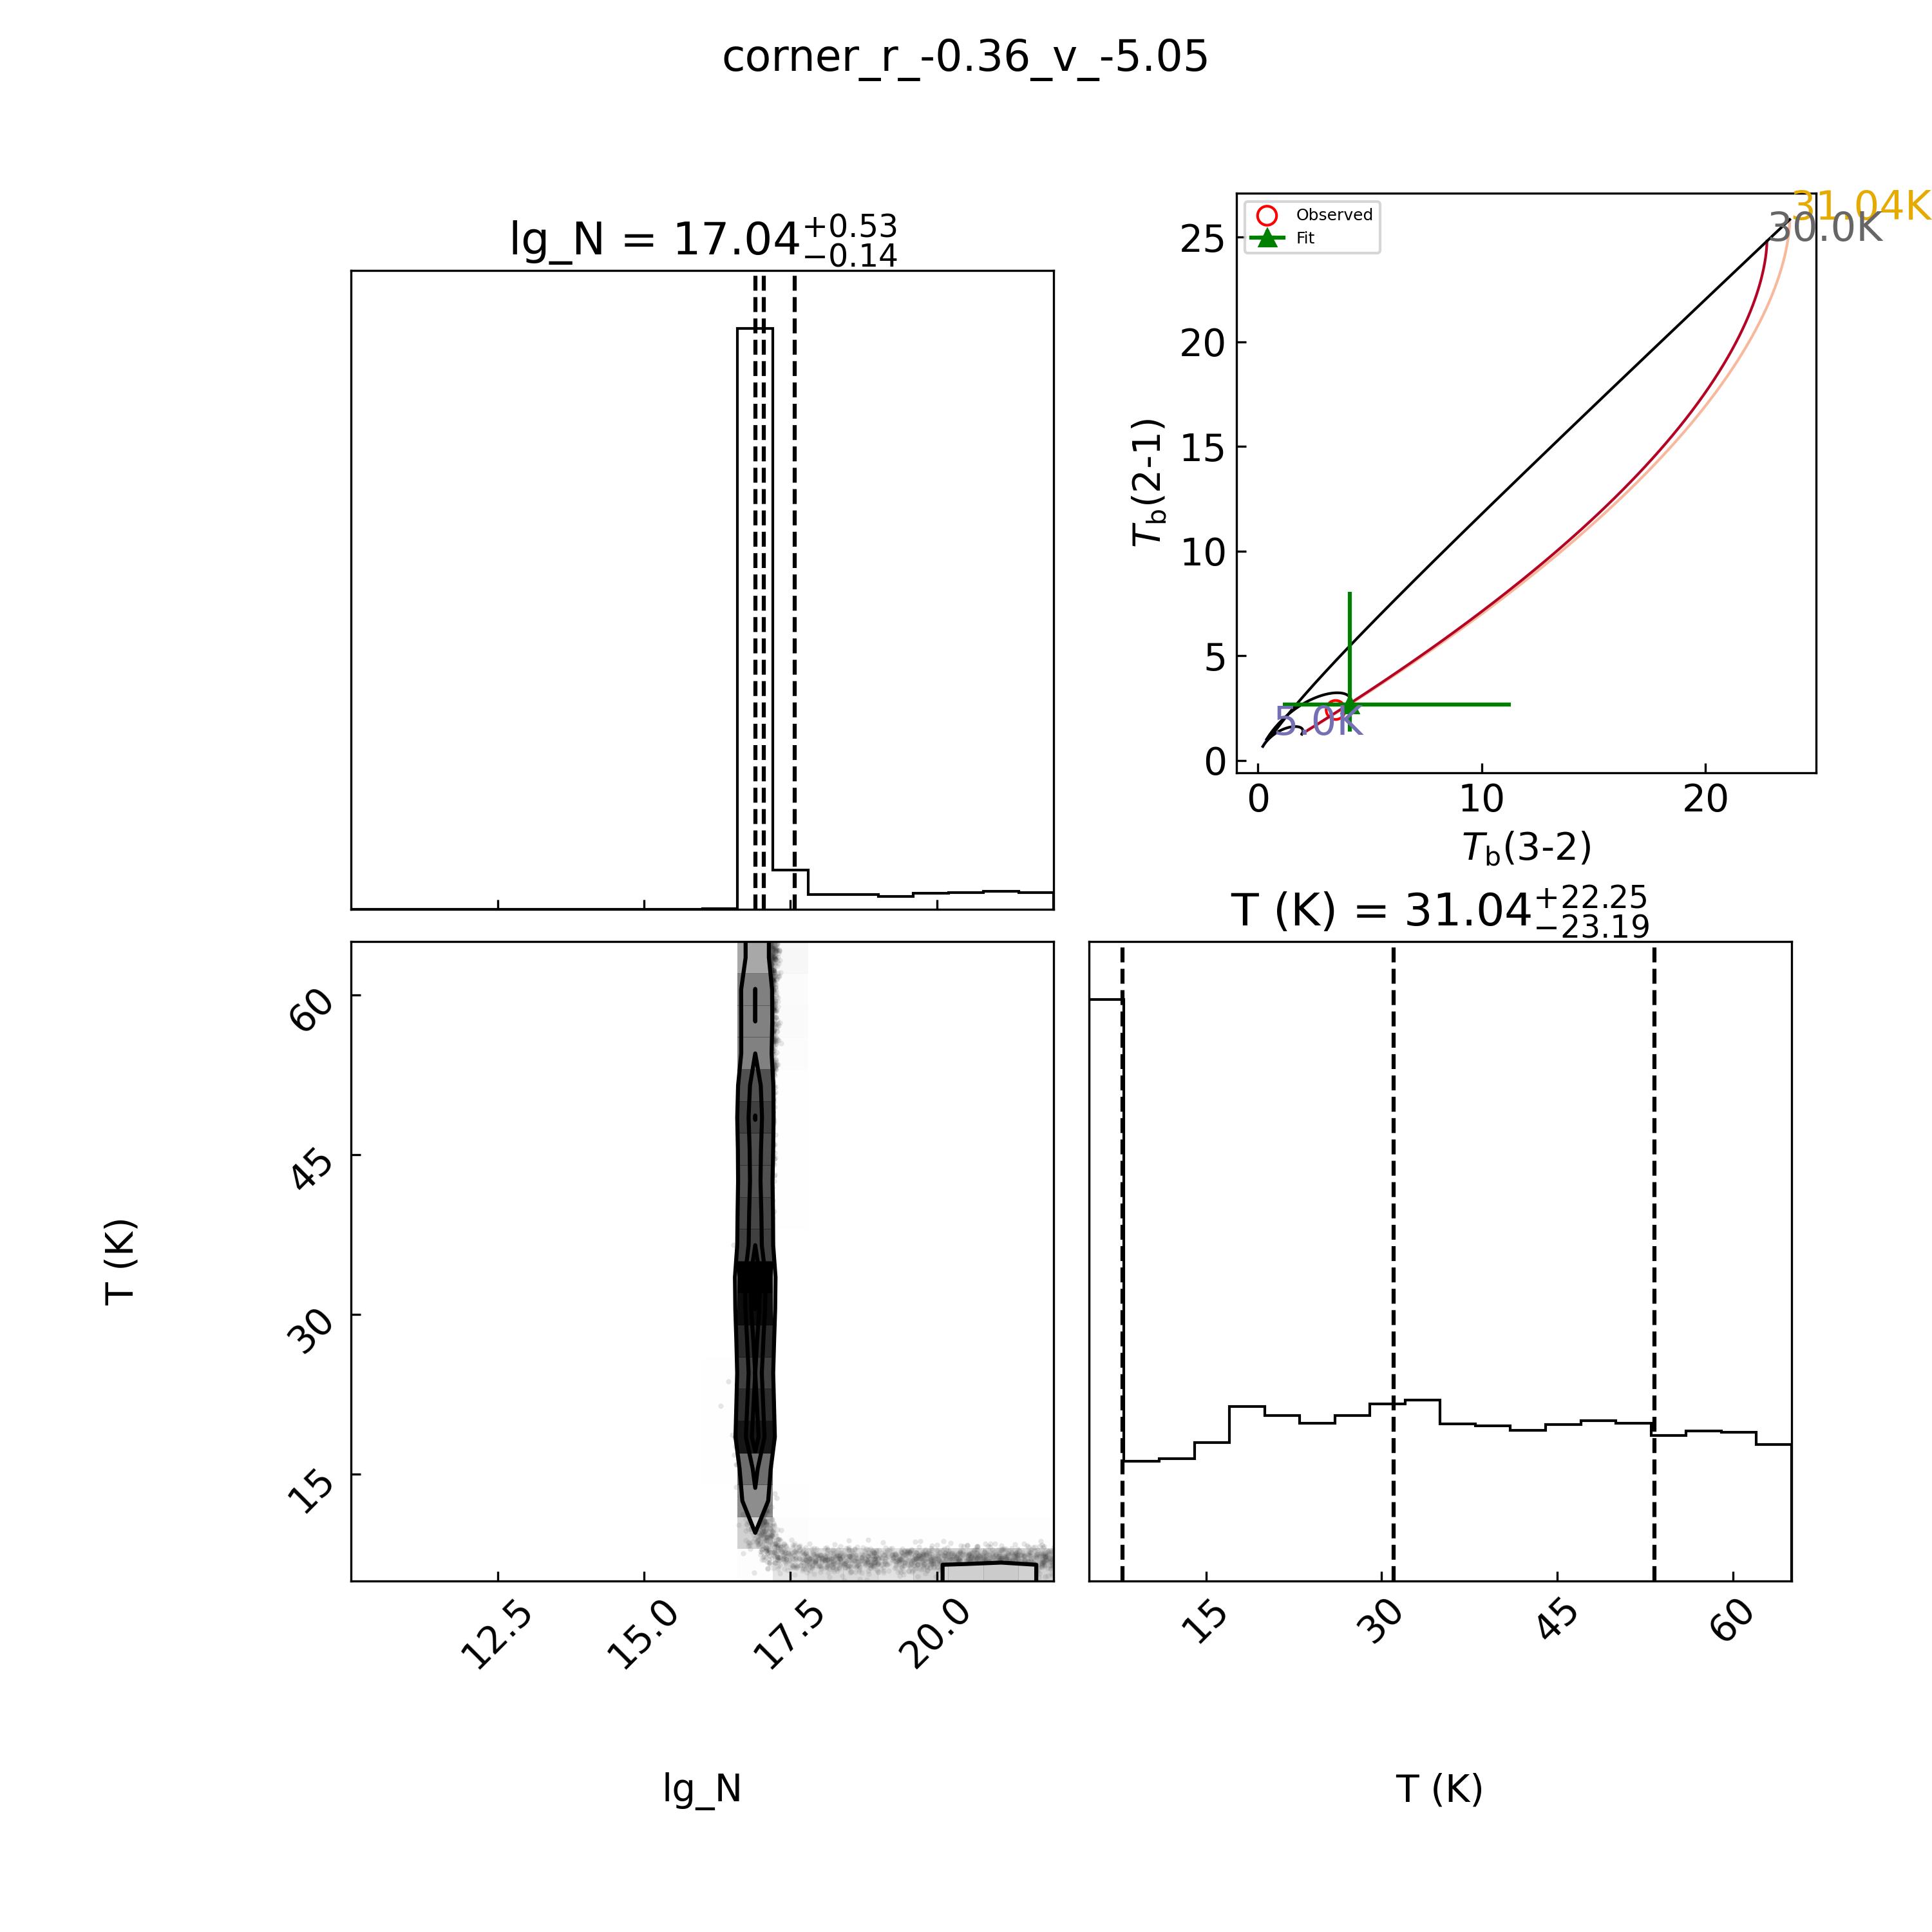 corner_r_-0.36_v_-5.05
lg_N = 17.04 +0.53 −0.14
31.04K
30.0K
Observed
Fit
25
20
15
10
5
0
5.0K
T_b(2-1)
0 10 20
T_b(3-2)
T (K) = 31.04 +22.25 −23.19
60
45
30
15
T (K)
12.5 15.0 17.5 20.0
15 30 45 60
lg_N
T (K)